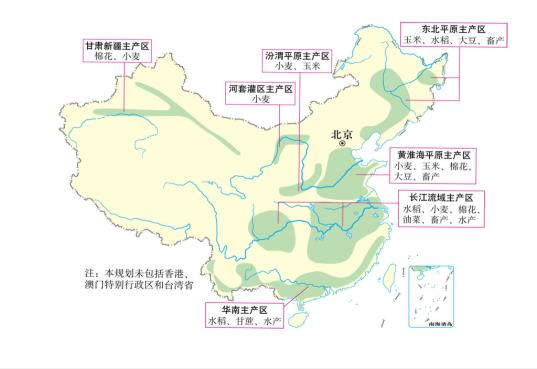 东北平原主产区
玉米、水稻、大豆、畜产
甘肃新疆主产区
棉花、小麦
汾渭平原主产区
小麦、玉米
河套灌区主产区
小麦
北京
黄淮海平原主产区
小麦、玉米、棉花、
大豆、畜产
长江流域主产区
水稻、小麦、棉花、
油菜、畜产、水产
注：本规划未包括香港、
澳门特别行政区和台湾省
华南主产区
水稻、甘蔗、水产
南海诸岛